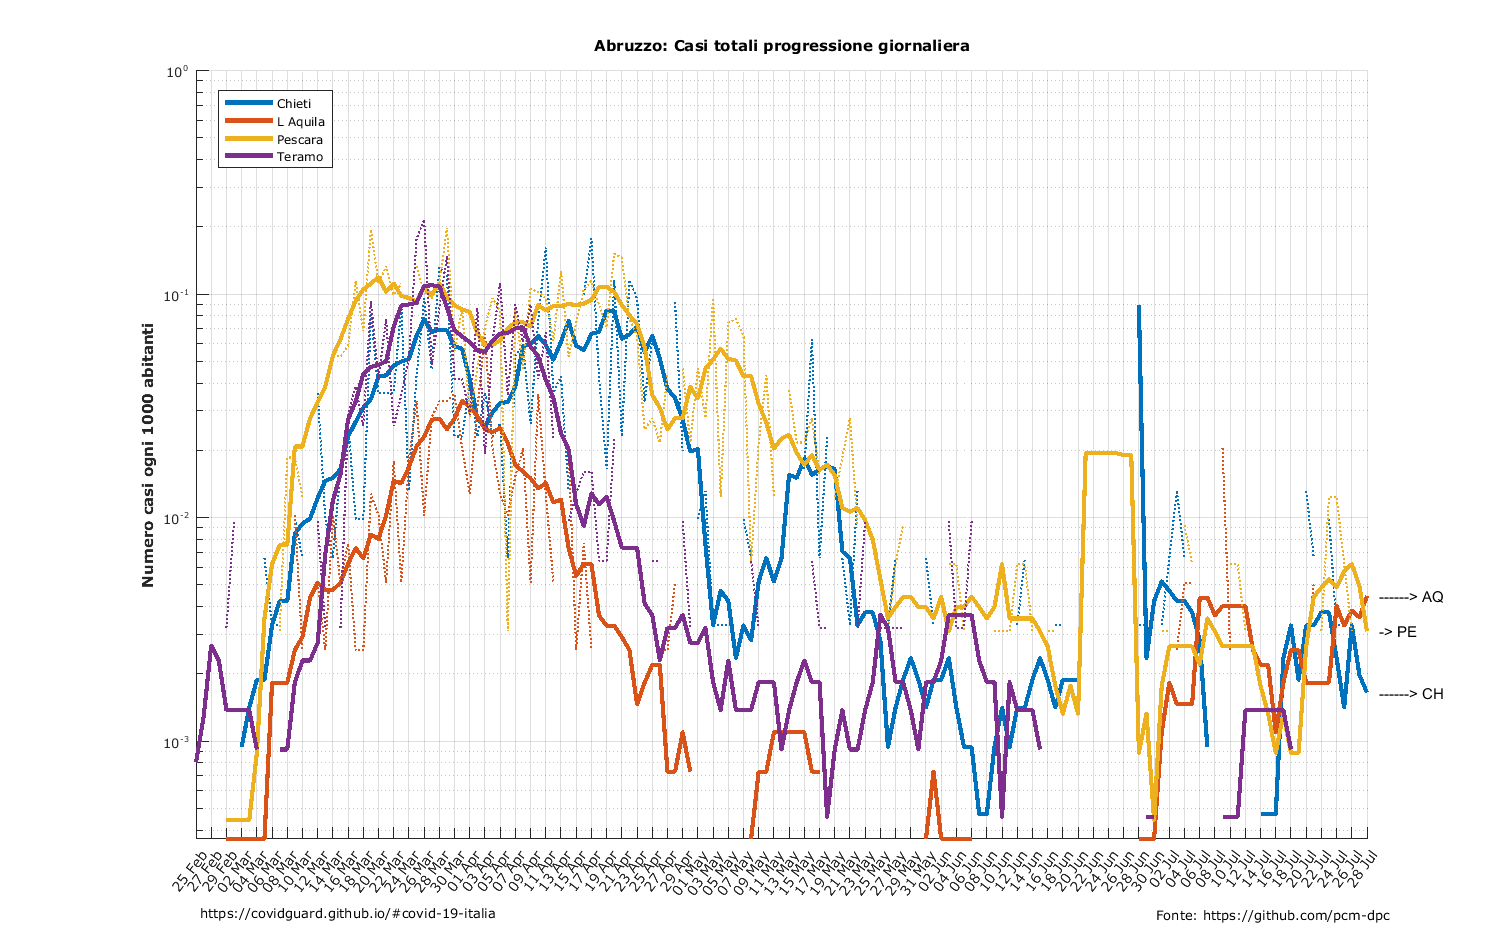 Abruzzo: Casi totali progressione giornaliera
Numero casi ogni 1000 abitanti
10⁰
10⁻¹
10⁻²
10⁻³
Chieti
L Aquila
Pescara
Teramo
------> AQ
-> PE
------> CH
25 Feb
27 Feb
29 Feb
02 Mar
04 Mar
06 Mar
08 Mar
10 Mar
12 Mar
14 Mar
16 Mar
18 Mar
20 Mar
22 Mar
24 Mar
26 Mar
28 Mar
30 Mar
01 Apr
03 Apr
05 Apr
07 Apr
09 Apr
11 Apr
13 Apr
15 Apr
17 Apr
19 Apr
21 Apr
23 Apr
25 Apr
27 Apr
29 Apr
01 May
03 May
05 May
07 May
09 May
11 May
13 May
15 May
17 May
19 May
21 May
23 May
25 May
27 May
29 May
31 May
02 Jun
04 Jun
06 Jun
08 Jun
10 Jun
12 Jun
14 Jun
16 Jun
18 Jun
20 Jun
22 Jun
24 Jun
26 Jun
28 Jun
30 Jun
02 Jul
04 Jul
06 Jul
08 Jul
10 Jul
12 Jul
14 Jul
16 Jul
18 Jul
20 Jul
22 Jul
24 Jul
26 Jul
28 Jul
https://covidguard.github.io/#covid-19-italia
Fonte: https://github.com/pcm-dpc